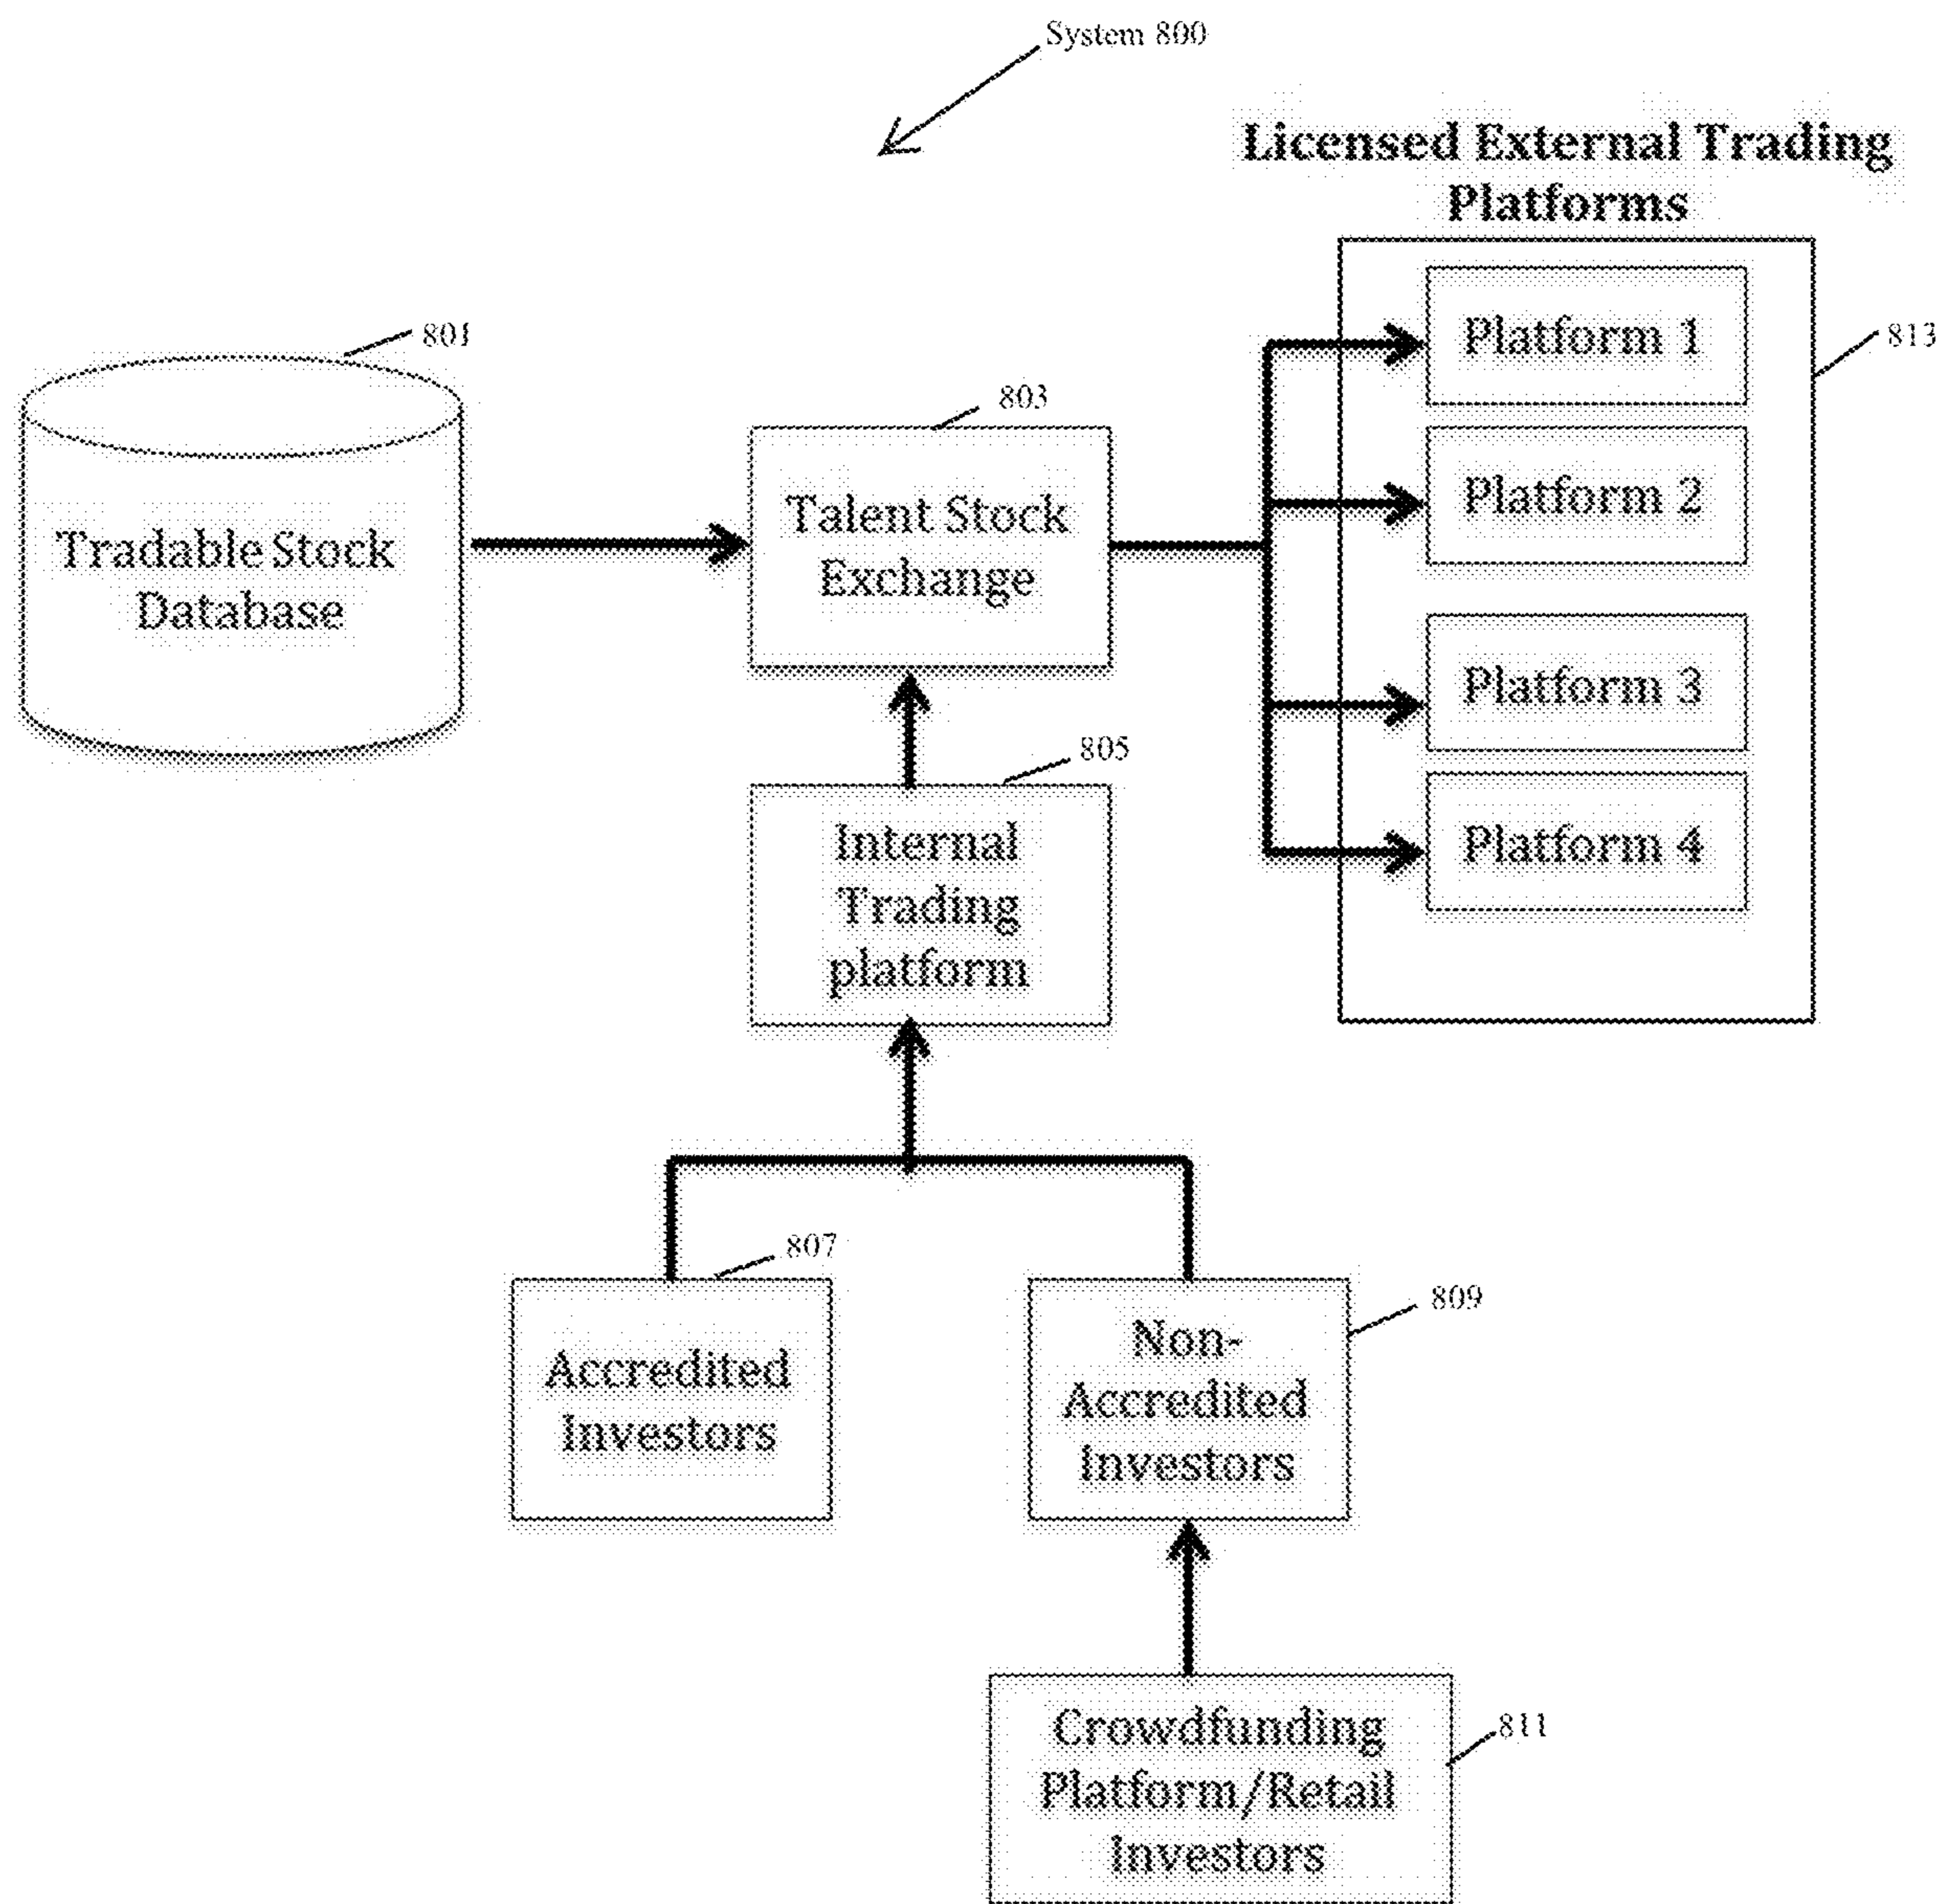 System 800
Licensed External Trading
Platforms
801
Tradable Stock
Database
803
Talent Stock
Exchange
Platform 1
Platform 2
Platform 3
Platform 4
813
805
Internal
Trading
platform
807
Accredited
Investors
809
Non-
Accredited
Investors
811
Crowdfunding
Platform/Retail
Investors